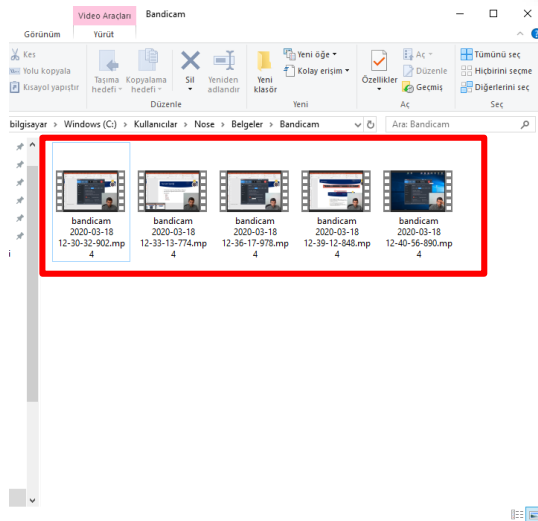 Video Araçları
Bandicam
Görünüm
Yürüt
Kes
Yolu kopyala
Kısayol yapıştır
Taşıma
hedefi
Kopyalama
hedefi
Sil
Yeniden
adlandır
Düzenle
Yeni
klasör
Yeni öğe
Kolay erişim
Yeni
Özellikler
Aç
Düzenle
Geçmiş
Aç
Tümünü seç
Hiçbirini seçme
Diğerlerini seç
Seç
bilgisayar > Windows (C:) > Kullanıcılar > Nose > Belgeler > Bandicam
Ara: Bandicam
bandicam
2020-03-18
12-30-32-902.mp
4
bandicam
2020-03-18
12-33-13-774.mp
4
bandicam
2020-03-18
12-36-17-978.mp
4
bandicam
2020-03-18
12-39-12-848.mp
4
bandicam
2020-03-18
12-40-56-890.mp
4